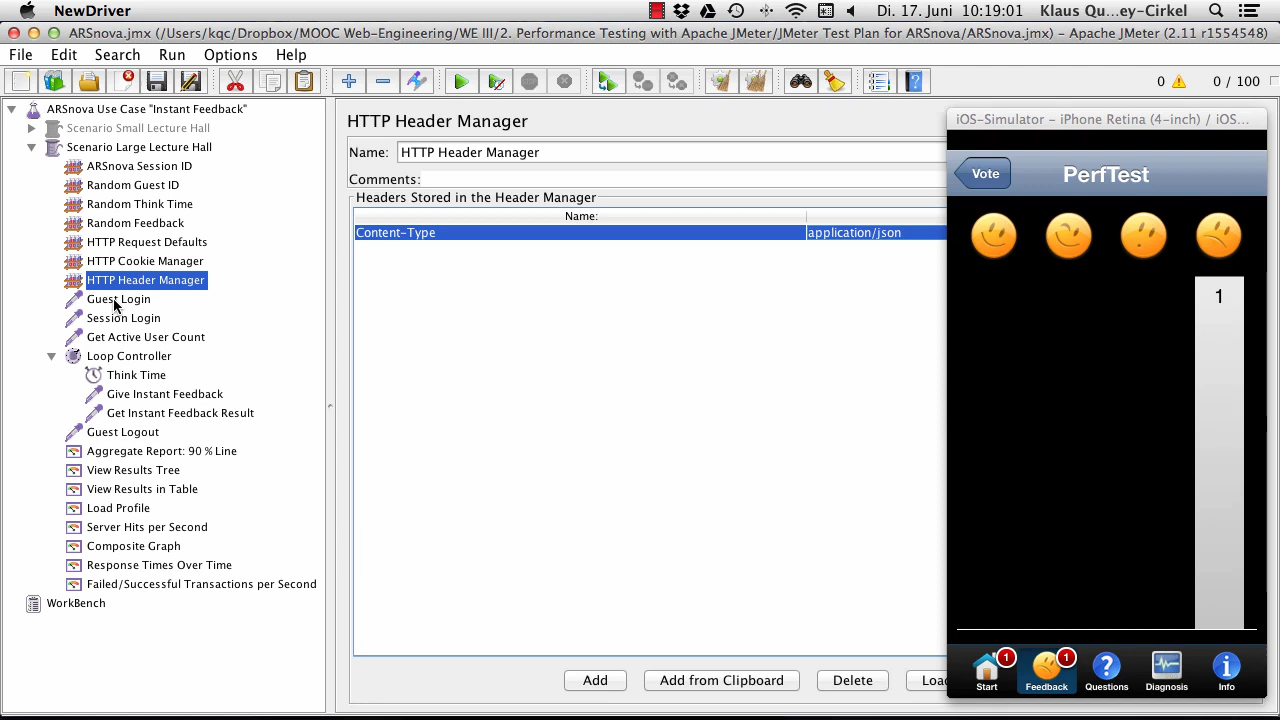 NewDriver
Di. 17. Juni 10:19:01 Klaus Qu...ey-Cirkel
ARSnova.jmx (/Users/kqc/Dropbox/MOOC Web-Engineering/WE III/2. Performance Testing with Apache JMeter/JMeter Test Plan for ARSnova/ARSnova.jmx) – Apache JMeter (2.11 r1554548)
File Edit Search Run Options Help
0 0 / 100
ARSnova Use Case "Instant Feedback"
Scenario Small Lecture Hall
Scenario Large Lecture Hall
ARSnova Session ID
Random Guest ID
Random Think Time
Random Feedback
HTTP Request Defaults
HTTP Cookie Manager
HTTP Header Manager
Guest Login
Session Login
Get Active User Count
Loop Controller
Think Time
Give Instant Feedback
Get Instant Feedback Result
Guest Logout
Aggregate Report: 90 % Line
View Results Tree
View Results in Table
Load Profile
Server Hits per Second
Composite Graph
Response Times Over Time
Failed/Successful Transactions per Second
WorkBench
HTTP Header Manager
Name: HTTP Header Manager
Comments:
Headers Stored in the Header Manager
Name:
Content-Type application/json
Add Add from Clipboard Delete Loa
iOS-Simulator – iPhone Retina (4-inch) / iOS...
Vote PerfTest
1
1 1
Start Feedback Questions Diagnosis Info